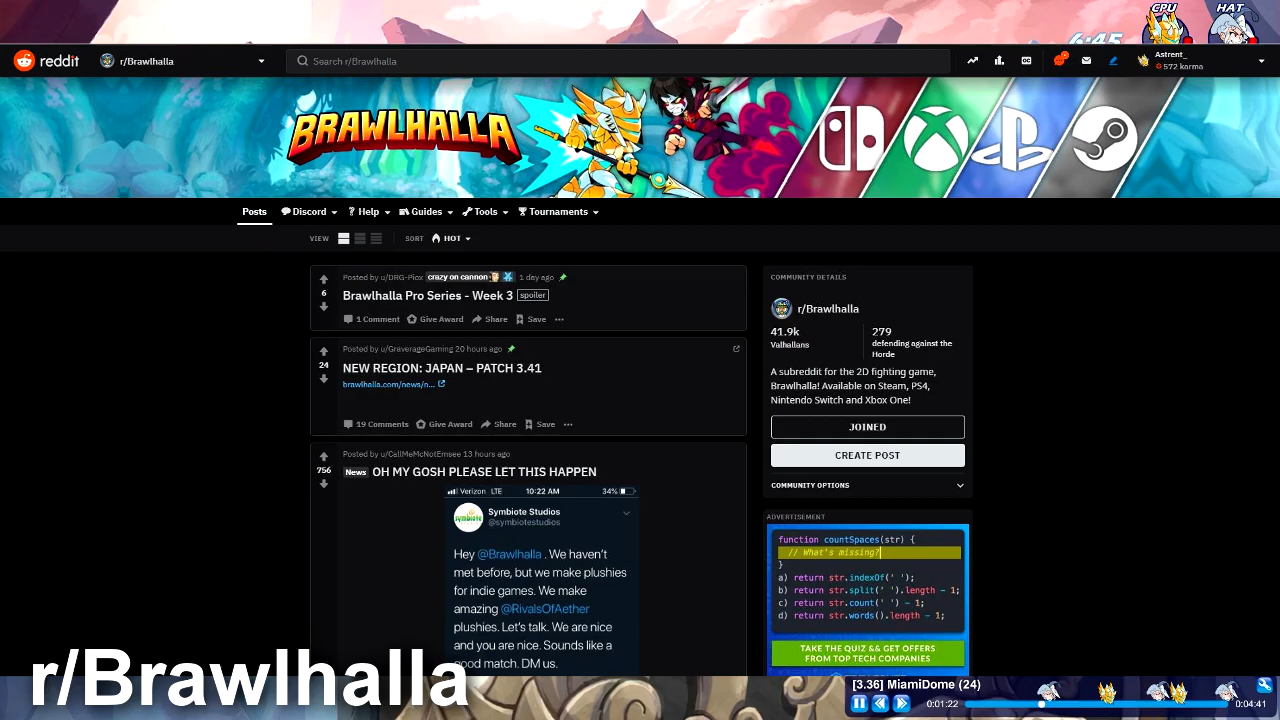 CPU
HAT
6:45
reddit
r/Brawlhalla
Search r/Brawlhalla
Astrent_
572 karma
BRAWLHALLA
Posts
Discord
Help
Guides
Tools
Tournaments
VIEW
SORT
HOT
6
Posted by u/DRG-Piox crazy on cannon 1 day ago
Brawlhalla Pro Series - Week 3 spoiler
1 Comment Give Award Share Save ...
24
Posted by u/GraverageGaming 20 hours ago
NEW REGION: JAPAN – PATCH 3.41
brawlhalla.com/news/n...
19 Comments Give Award Share Save ...
756
Posted by u/CallMeMcNotEmsee 13 hours ago
News OH MY GOSH PLEASE LET THIS HAPPEN
Verizon LTE 10:22 AM 34%
symbiote
Symbiote Studios
@symbiotestudios
Hey @Brawlhalla . We haven't
met before, but we make plushies
for indie games. We make
amazing @RivalsOfAether
plushies. Let's talk. We are nice
and you are nice. Sounds like a
good match. DM us.
COMMUNITY DETAILS
r/Brawlhalla
41.9k
Valhallans
279
defending against the
Horde
A subreddit for the 2D fighting game,
Brawlhalla! Available on Steam, PS4,
Nintendo Switch and Xbox One!
JOINED
CREATE POST
COMMUNITY OPTIONS
ADVERTISEMENT
function countSpaces(str) {
// What's missing?
}
a) return str.indexOf(' ');
b) return str.split(' ').length - 1;
c) return str.count(' ') - 1;
d) return str.words().length - 1;
TAKE THE QUIZ && GET OFFERS
FROM TOP TECH COMPANIES
r/Brawlhalla
[3.36] MiamiDome (24)
0:01:22
0:04:41